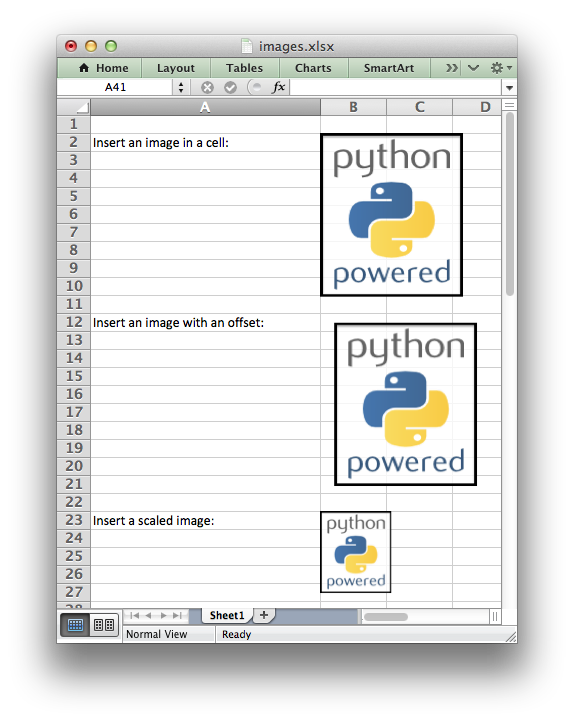 images.xlsx
Home Layout Tables Charts SmartArt
A41 fx
A B C D
1
2 Insert an image in a cell:
python
3
4
5
6
7
8
9
powered
10
11
12 Insert an image with an offset:
13
python
14
15
16
17
18
19
20
powered
21
22
23 Insert a scaled image:
python
24
25
26
powered
27
28
Sheet1
Normal View Ready